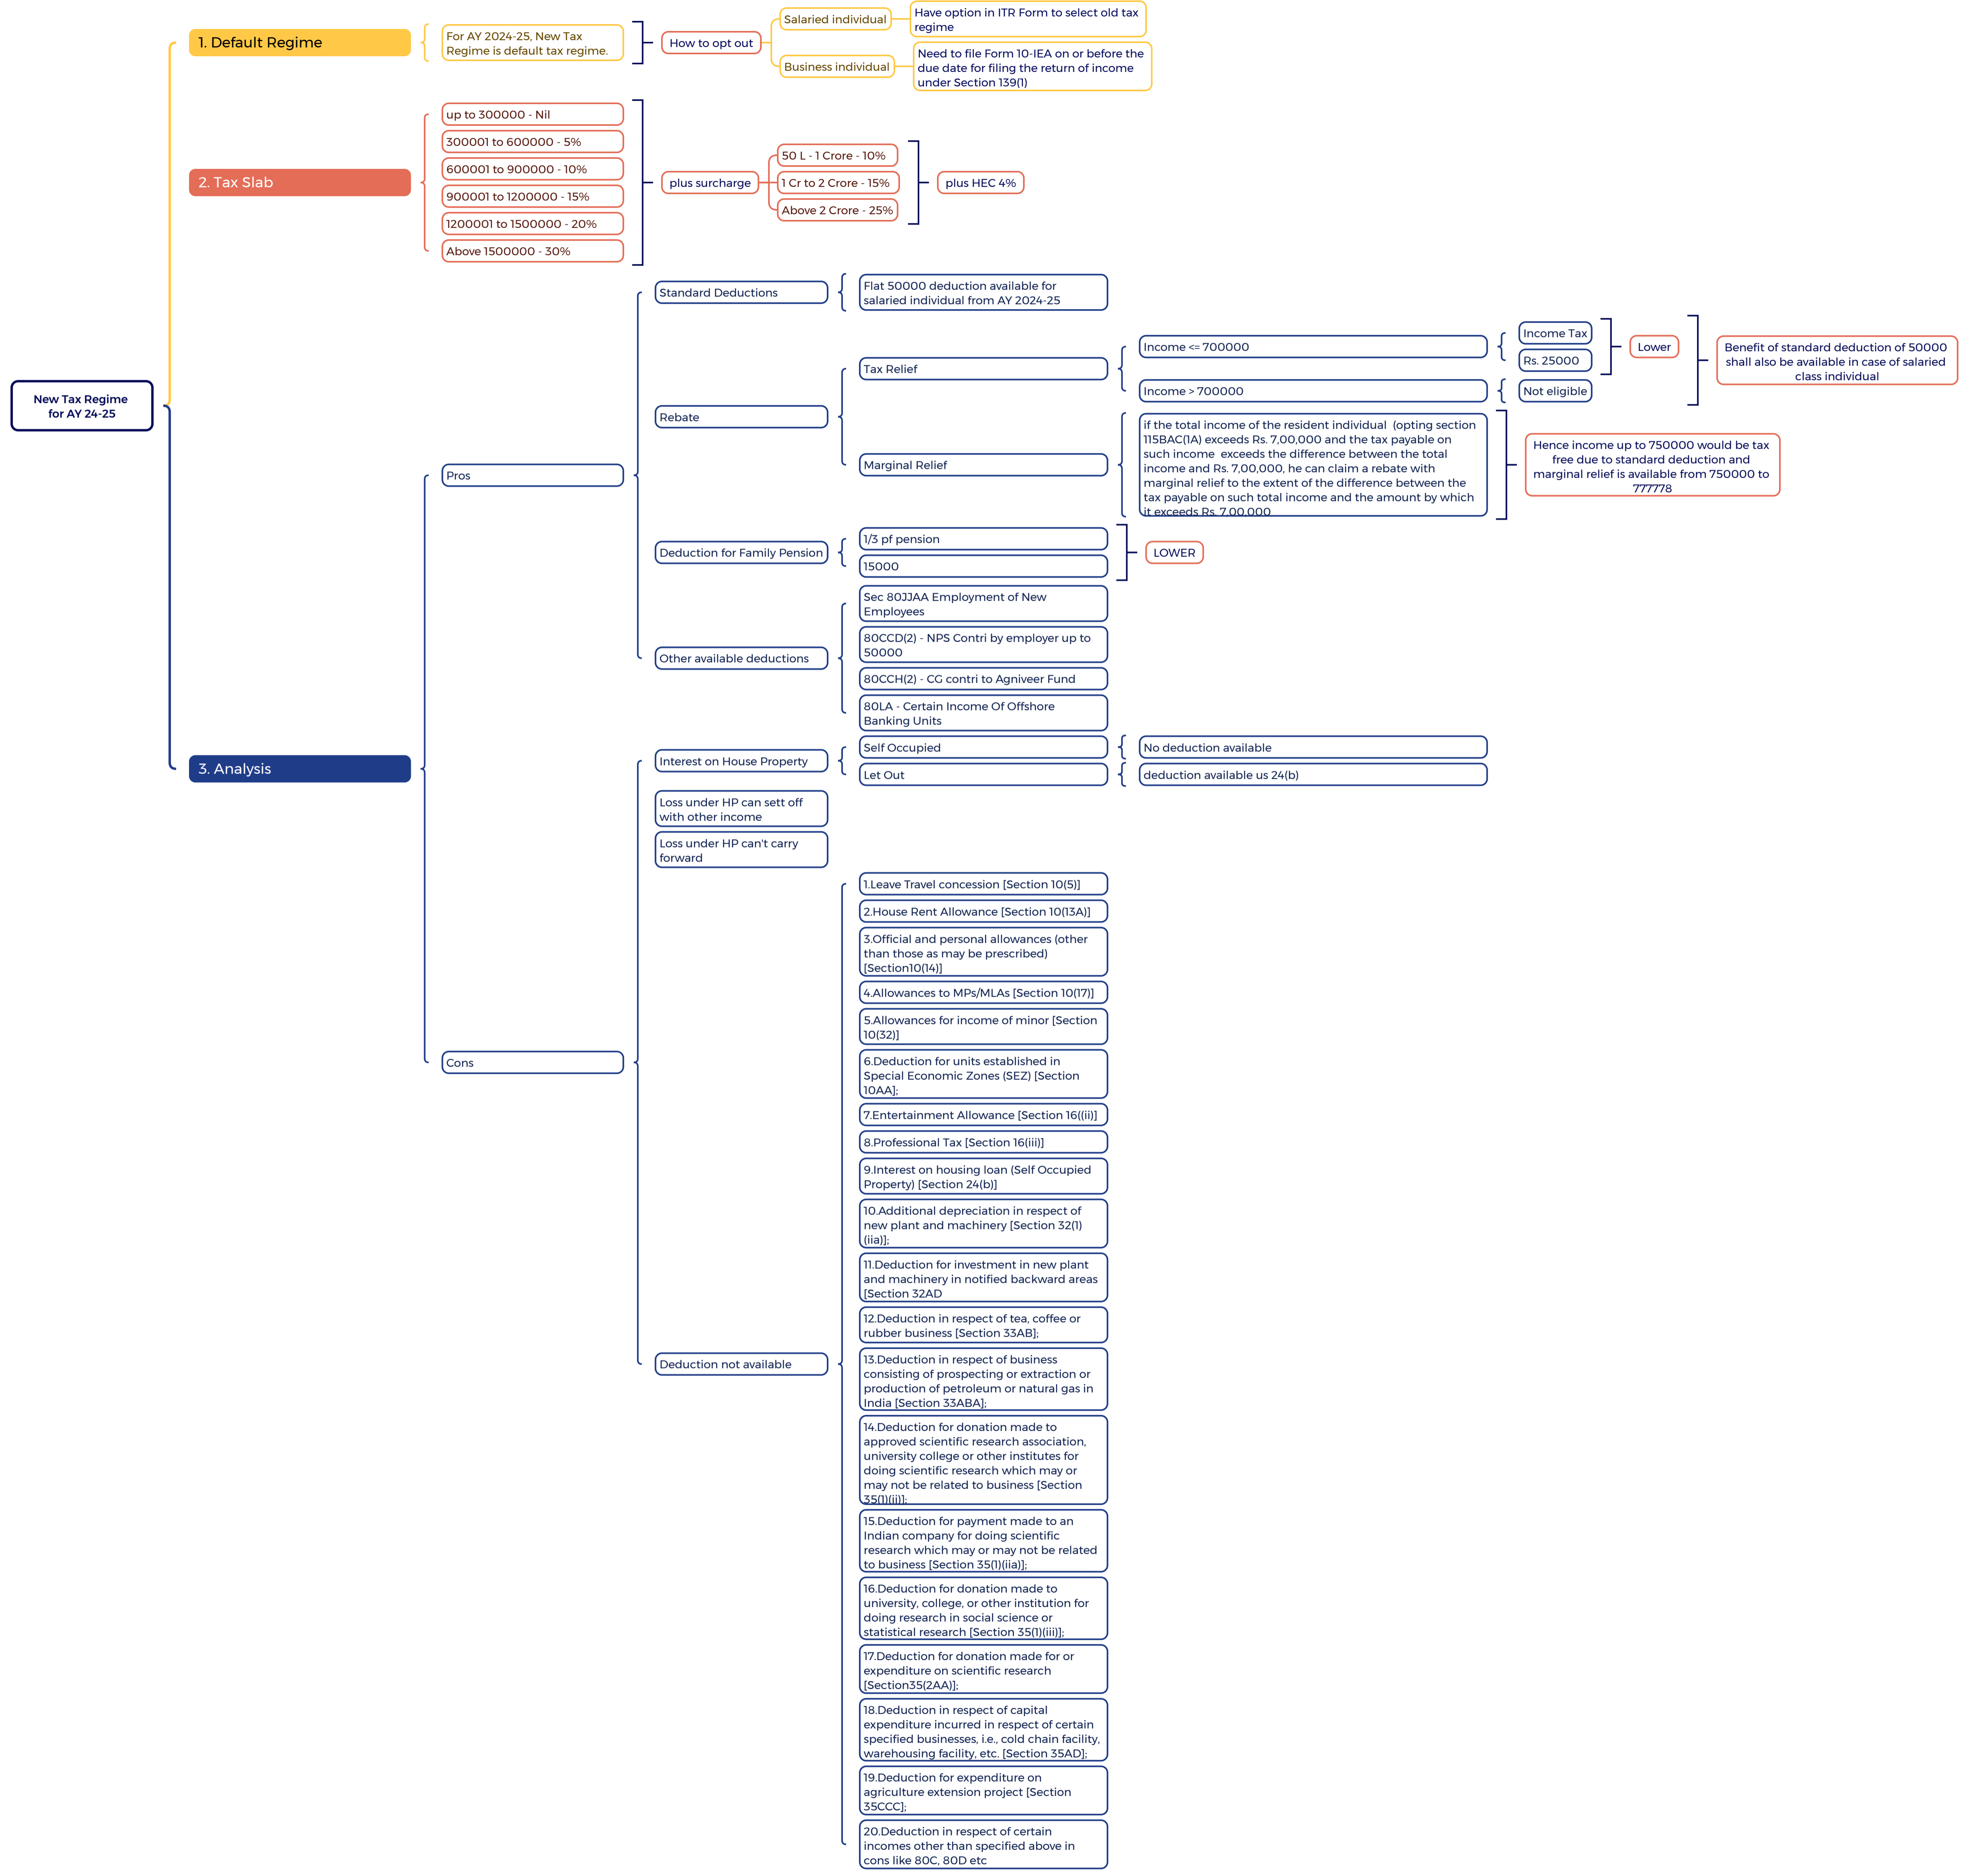 New Tax Regime
for AY 24-25
1. Default Regime
For AY 2024-25, New Tax
Regime is default tax regime.
How to opt out
Salaried individual
Have option in ITR Form to select old tax
regime
Business individual
Need to file Form 10-IEA on or before the
due date for filing the return of income
under Section 139(1)
2. Tax Slab
up to 300000 - Nil
300001 to 600000 - 5%
600001 to 900000 - 10%
900001 to 1200000 - 15%
1200001 to 1500000 - 20%
Above 1500000 - 30%
plus surcharge
50 L - 1 Crore - 10%
1 Cr to 2 Crore - 15%
Above 2 Crore - 25%
plus HEC 4%
3. Analysis
Pros
Standard Deductions
Flat 50000 deduction available for
salaried individual from AY 2024-25
Rebate
Tax Relief
Income <= 700000
Income Tax
Rs. 25000
Lower
Income > 700000
Not eligible
Benefit of standard deduction of 50000
shall also be available in case of salaried
class individual
Marginal Relief
if the total income of the resident individual  (opting section
115BAC(1A) exceeds Rs. 7,00,000 and the tax payable on
such income  exceeds the difference between the total
income and Rs. 7,00,000, he can claim a rebate with
marginal relief to the extent of the difference between the
tax payable on such total income and the amount by which
it exceeds Rs. 7,00,000
Hence income up to 750000 would be tax
free due to standard deduction and
marginal relief is available from 750000 to
777778
Deduction for Family Pension
1/3 pf pension
15000
LOWER
Other available deductions
Sec 80JJAA Employment of New
Employees
80CCD(2) - NPS Contri by employer up to
50000
80CCH(2) - CG contri to Agniveer Fund
80LA - Certain Income Of Offshore
Banking Units
Cons
Interest on House Property
Self Occupied
No deduction available
Let Out
deduction available us 24(b)
Loss under HP can sett off
with other income
Loss under HP can't carry
forward
Deduction not available
1.Leave Travel concession [Section 10(5)]
2.House Rent Allowance [Section 10(13A)]
3.Official and personal allowances (other
than those as may be prescribed)
[Section10(14)]
4.Allowances to MPs/MLAs [Section 10(17)]
5.Allowances for income of minor [Section
10(32)]
6.Deduction for units established in
Special Economic Zones (SEZ) [Section
10AA];
7.Entertainment Allowance [Section 16((ii)]
8.Professional Tax [Section 16(iii)]
9.Interest on housing loan (Self Occupied
Property) [Section 24(b)]
10.Additional depreciation in respect of
new plant and machinery [Section 32(1)
(iia)];
11.Deduction for investment in new plant
and machinery in notified backward areas
[Section 32AD
12.Deduction in respect of tea, coffee or
rubber business [Section 33AB];
13.Deduction in respect of business
consisting of prospecting or extraction or
production of petroleum or natural gas in
India [Section 33ABA];
14.Deduction for donation made to
approved scientific research association,
university college or other institutes for
doing scientific research which may or
may not be related to business [Section
35(1)(ii)];
15.Deduction for payment made to an
Indian company for doing scientific
research which may or may not be related
to business [Section 35(1)(iia)];
16.Deduction for donation made to
university, college, or other institution for
doing research in social science or
statistical research [Section 35(1)(iii)];
17.Deduction for donation made for or
expenditure on scientific research
[Section35(2AA)];
18.Deduction in respect of capital
expenditure incurred in respect of certain
specified businesses, i.e., cold chain facility,
warehousing facility, etc. [Section 35AD];
19.Deduction for expenditure on
agriculture extension project [Section
35CCC];
20.Deduction in respect of certain
incomes other than specified above in
cons like 80C, 80D etc